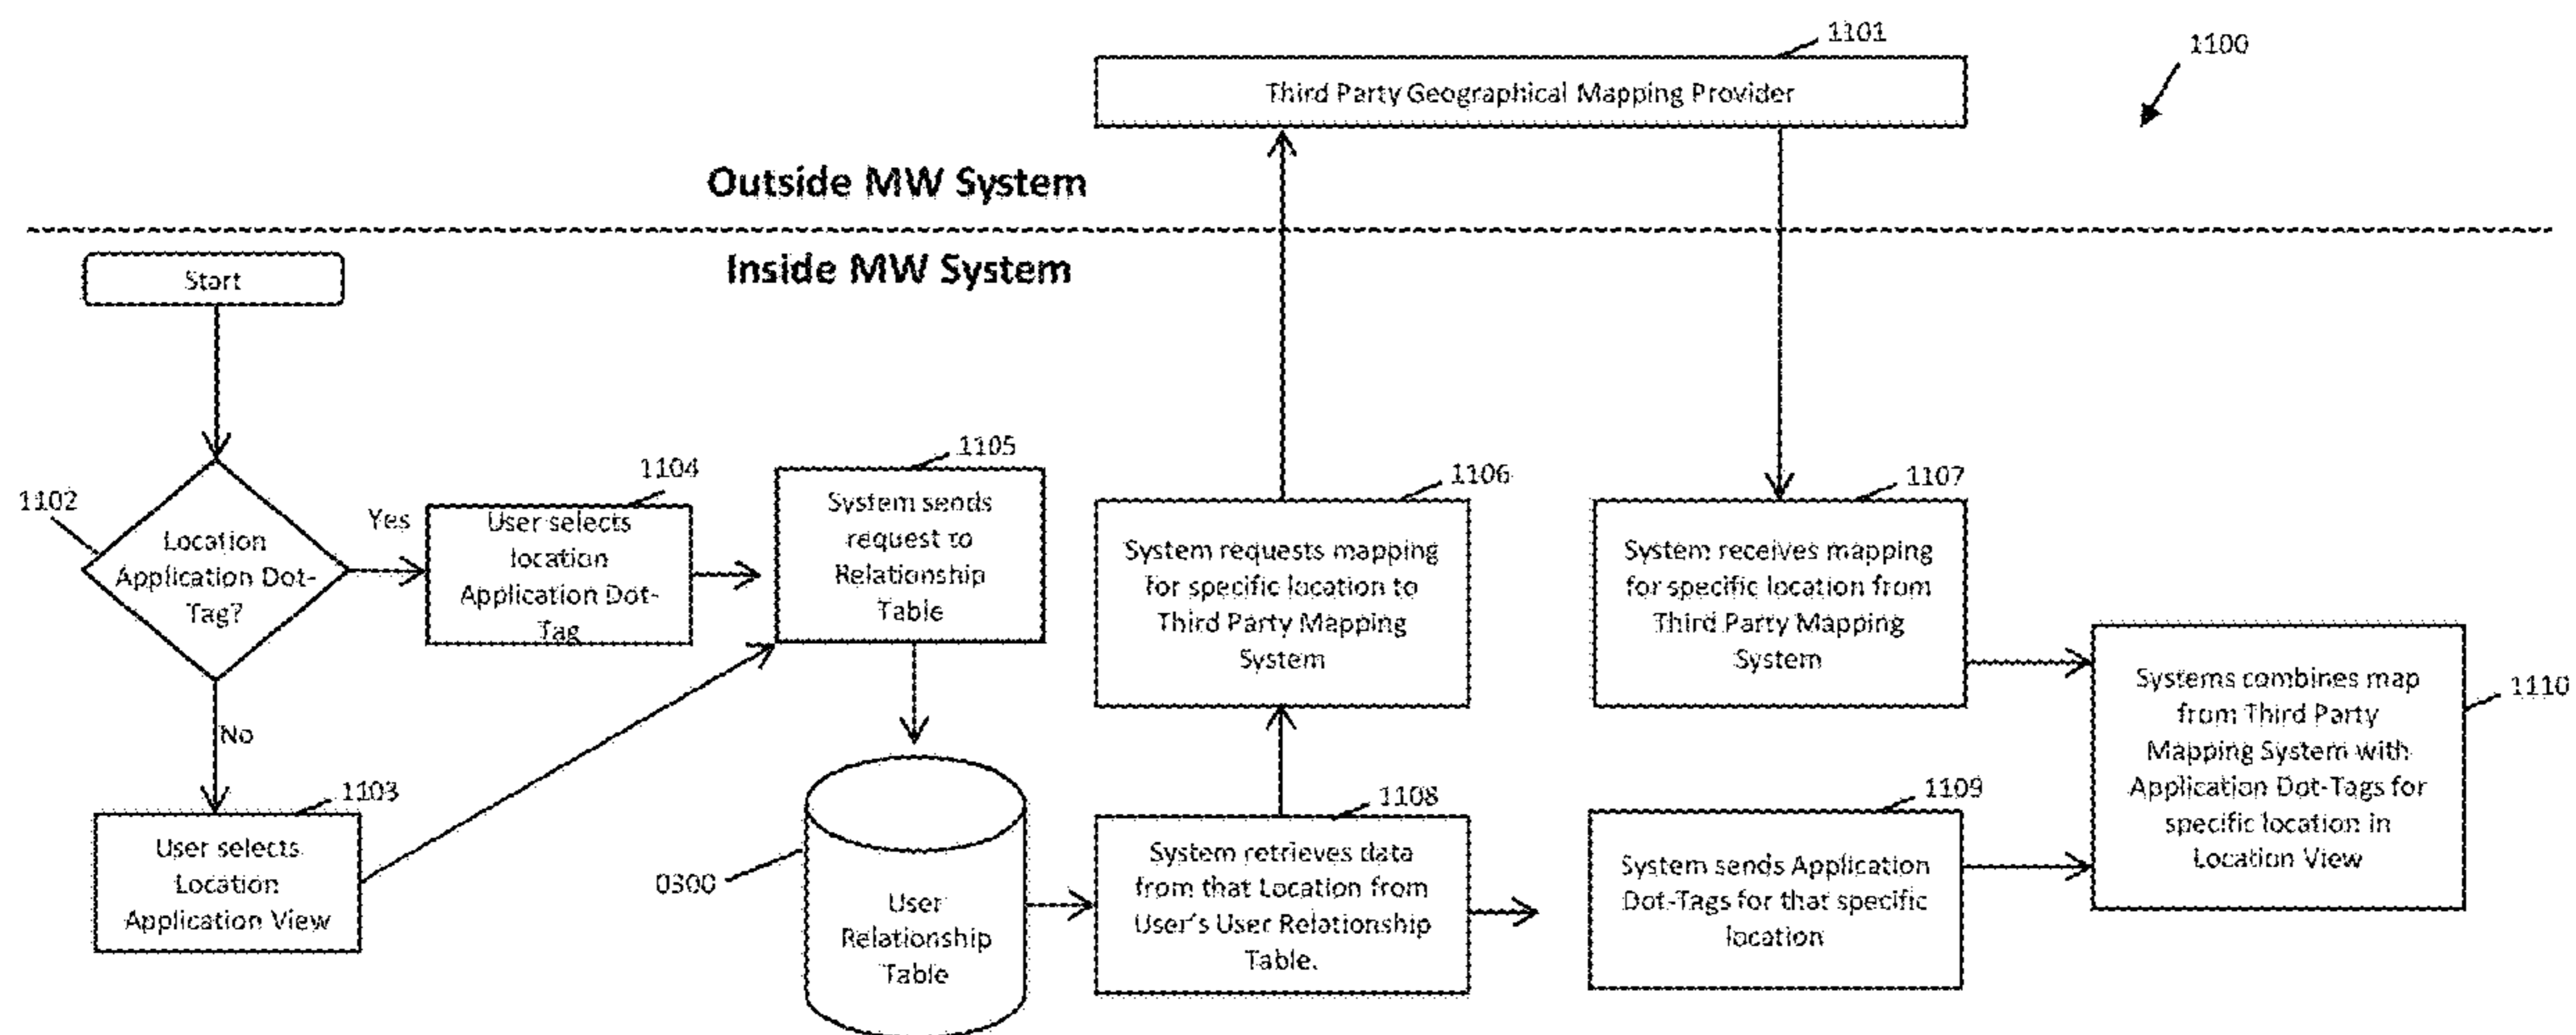 1101
1100
Third Party Geographical Mapping Provider
Outside MW System
Inside MW System
Start
1102
Location
Application Dot-
Tag?
Yes
No
1104
User selects
location
Application Dot-
Tag
1103
User selects
Location
Application View
1105
System sends
request to
Relationship
Table
0300
User
Relationship
Table
1106
System requests mapping
for specific location to
Third Party Mapping
System
1108
System retrieves data
from that Location from
User's User Relationship
Table.
1107
System receives mapping
for specific location from
Third Party Mapping
System
1109
System sends Application
Dot-Tags for that specific
location
1110
Systems combines map
from Third Party
Mapping System with
Application Dot-Tags for
specific location in
Location View